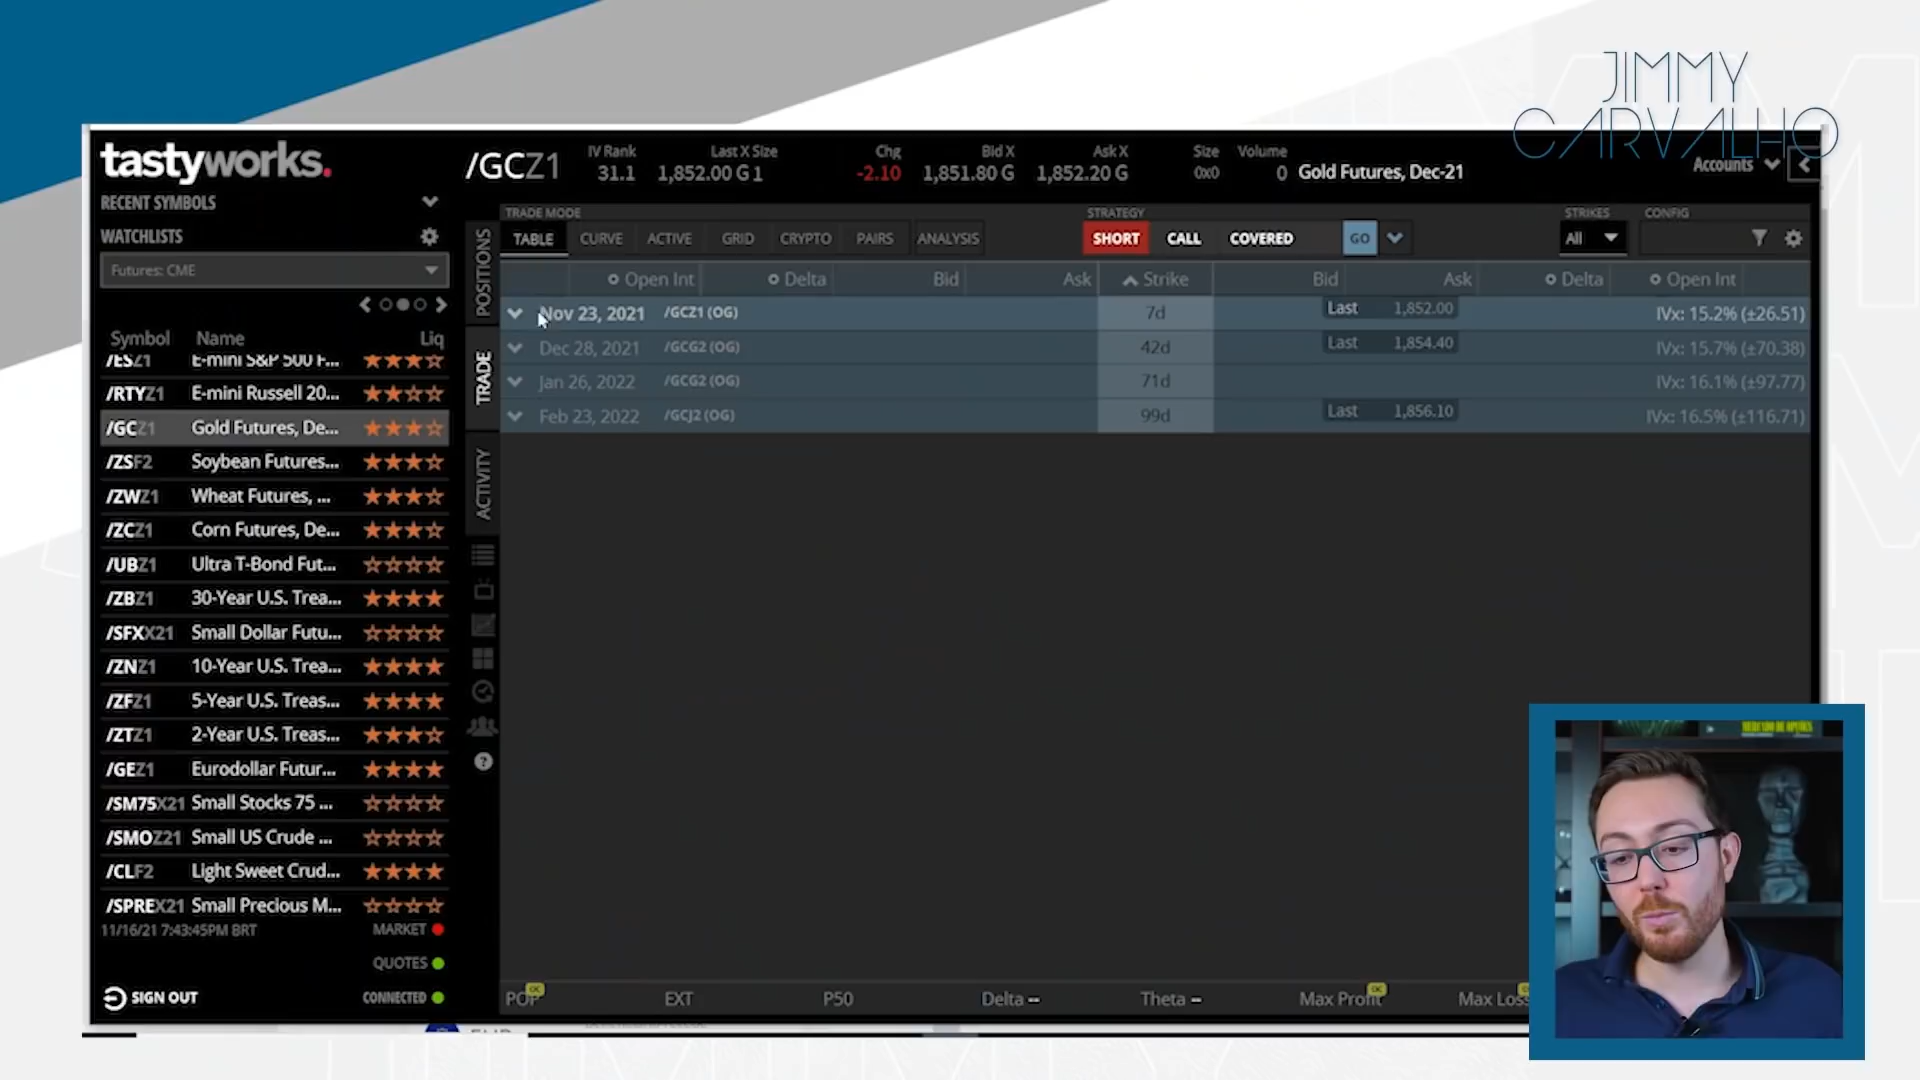 JIMMY
CARVALHO
tastyworks.
/GCZ1
IV Rank
31.1
Last X Size
1,852.00 G 1
Chg
-2.10
Bid X
1,851.80 G
Ask X
1,852.20 G
Size
0x0
Volume
0
Gold Futures, Dec-21
Accounts
RECENT SYMBOLS
WATCHLISTS
Futures: CME
Symbol Name Liq
/ESZ1 E-mini S&P 500 F...
/RTYZ1 E-mini Russell 20...
/GCZ1 Gold Futures, De...
/ZSF2 Soybean Futures...
/ZWZ1 Wheat Futures, ...
/ZCZ1 Corn Futures, De...
/UBZ1 Ultra T-Bond Fut...
/ZBZ1 30-Year U.S. Trea...
/SFXX21 Small Dollar Futu...
/ZNZ1 10-Year U.S. Trea...
/ZFZ1 5-Year U.S. Treas...
/ZTZ1 2-Year U.S. Treas...
/GEZ1 Eurodollar Futur...
/SM75X21 Small Stocks 75 ...
/SMOZ21 Small US Crude ...
/CLF2 Light Sweet Crud...
/SPREX21 Small Precious M...
11/16/21 7:43:45PM BRT MARKET
QUOTES
SIGN OUT CONNECTED
POSITIONS
TRADE
ACTIVITY
TRADE MODE
TABLE CURVE ACTIVE GRID CRYPTO PAIRS ANALYSIS
STRATEGY
SHORT CALL COVERED GO
STRIKES
All
CONFIG
Open Int Delta Bid Ask Strike Bid Ask Delta Open Int
Nov 23, 2021 /GCZ1 (OG) 7d Last 1,852.00 IVx: 15.2% (±26.51)
Dec 28, 2021 /GCG2 (OG) 42d Last 1,854.40 IVx: 15.7% (±70.38)
Jan 26, 2022 /GCG2 (OG) 71d IVx: 16.1% (±97.77)
Feb 23, 2022 /GCJ2 (OG) 99d Last 1,856.10 IVx: 16.5% (±116.71)
POP EXT P50 Delta -- Theta -- Max Profit Max Loss
MERCADO DE OPÇÕES